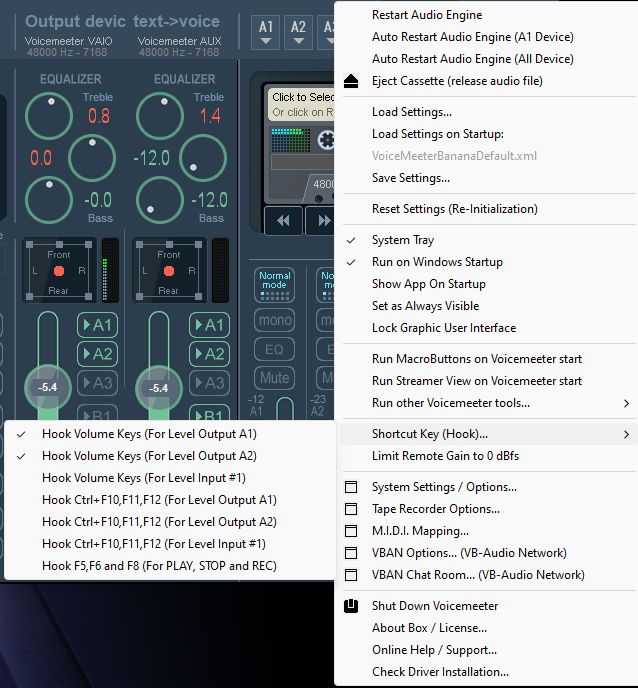 Output devic
text->voice
Voicemeeter VAIO
Voicemeeter AUX
48000 Hz - 7168
48000 Hz - 7168
A1
A2
EQUALIZER
EQUALIZER
Treble
0.8
Treble
1.4
0.0
-12.0
-0.0
Bass
-12.0
Bass
Front
L
R
Rear
Front
L
R
Rear
A1
A2
A3
B1
A1
A2
A3
B1
-5.4
-5.4
Click to Selec
Or click on R
4800
Normal
mode
mono
EQ
Mute
-12
A1
-23
A2
Restart Audio Engine
Auto Restart Audio Engine (A1 Device)
Auto Restart Audio Engine (All Device)
Eject Cassette (release audio file)
Load Settings...
Load Settings on Startup:
VoiceMeeterBananaDefault.xml
Save Settings...
Reset Settings (Re-Initialization)
System Tray
Run on Windows Startup
Show App On Startup
Set as Always Visible
Lock Graphic User Interface
Run MacroButtons on Voicemeeter start
Run Streamer View on Voicemeeter start
Run other Voicemeeter tools...
Shortcut Key (Hook)...
Limit Remote Gain to 0 dBfs
System Settings / Options...
Tape Recorder Options...
M.I.D.I. Mapping...
VBAN Options... (VB-Audio Network)
VBAN Chat Room... (VB-Audio Network)
Shut Down Voicemeeter
About Box / License...
Online Help / Support...
Check Driver Installation...
Hook Volume Keys (For Level Output A1)
Hook Volume Keys (For Level Output A2)
Hook Volume Keys (For Level Input #1)
Hook Ctrl+F10,F11,F12 (For Level Output A1)
Hook Ctrl+F10,F11,F12 (For Level Output A2)
Hook Ctrl+F10,F11,F12 (For Level Input #1)
Hook F5,F6 and F8 (For PLAY, STOP and REC)